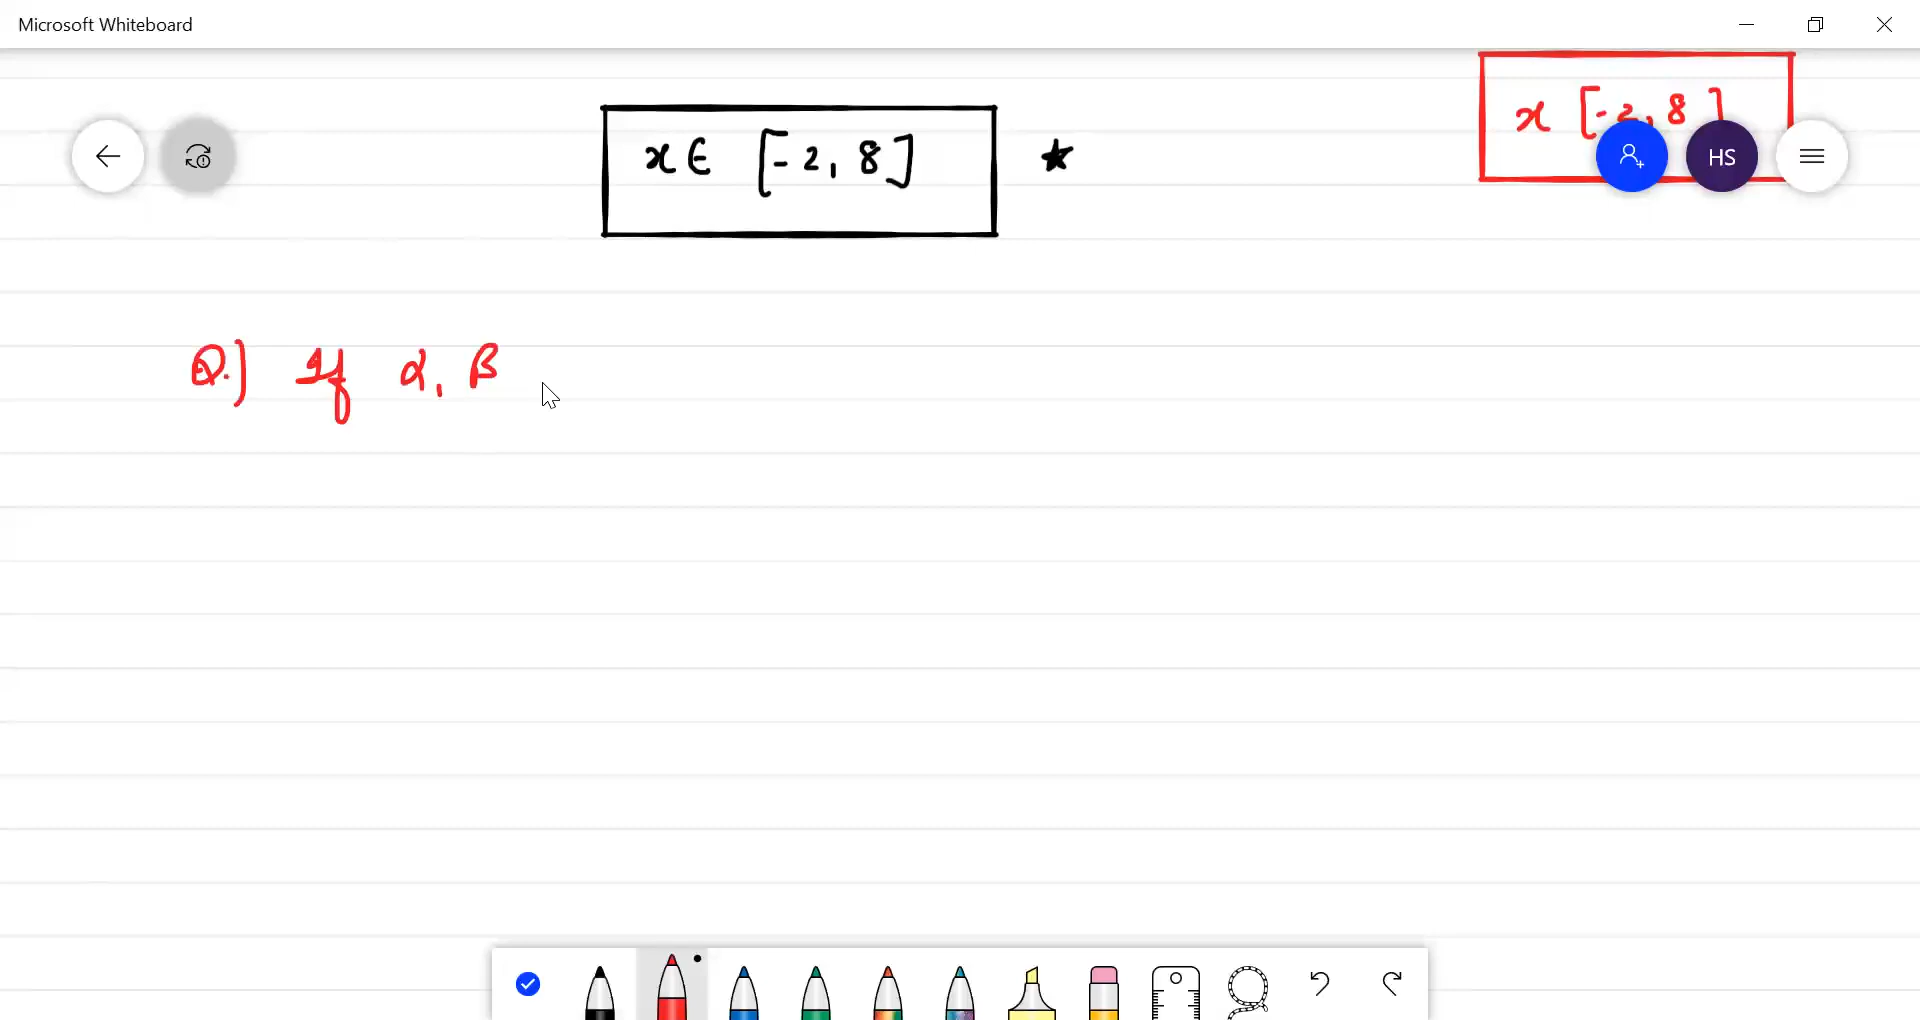 Microsoft Whiteboard
x [-2, 8]
x ∈ [-2, 8] ★
HS
Q.] If α, β